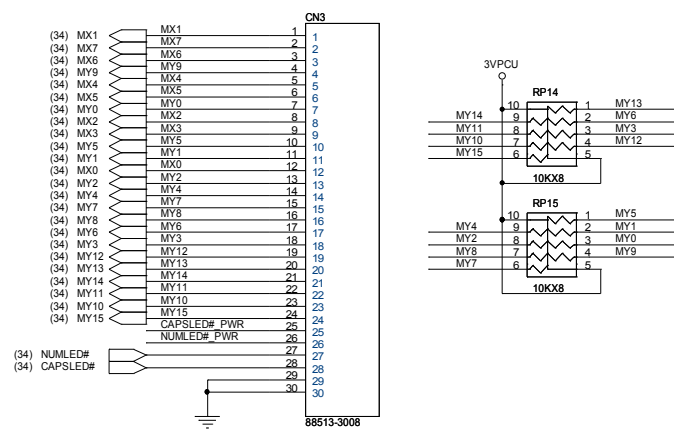 CN3
(34) MX1 MX1 1 1
(34) MX7 MX7 2 2
(34) MX6 MX6 3 3
(34) MY9 MY9 4 4
(34) MX4 MX4 5 5
(34) MX5 MX5 6 6
(34) MY0 MY0 7 7
(34) MX2 MX2 8 8
(34) MX3 MX3 9 9
(34) MY5 MY5 10 10
(34) MY1 MY1 11 11
(34) MX0 MX0 12 12
(34) MY2 MY2 13 13
(34) MY4 MY4 14 14
(34) MY7 MY7 15 15
(34) MY8 MY8 16 16
(34) MY6 MY6 17 17
(34) MY3 MY3 18 18
(34) MY12 MY12 19 19
(34) MY13 MY13 20 20
(34) MY14 MY14 21 21
(34) MY11 MY11 22 22
(34) MY10 MY10 23 23
(34) MY15 MY15 24 24
CAPSLED#_PWR 25 25
NUMLED#_PWR 26 26
(34) NUMLED# 27 27
(34) CAPSLED# 28 28
29 29
30 30
88513-3008
3VPCU
RP14
10 1 MY13
MY14 9 2 MY6
MY11 8 3 MY3
MY10 7 4 MY12
MY15 6 5
10KX8
RP15
10 1 MY5
MY4 9 2 MY1
MY2 8 3 MY0
MY8 7 4 MY9
MY7 6 5
10KX8